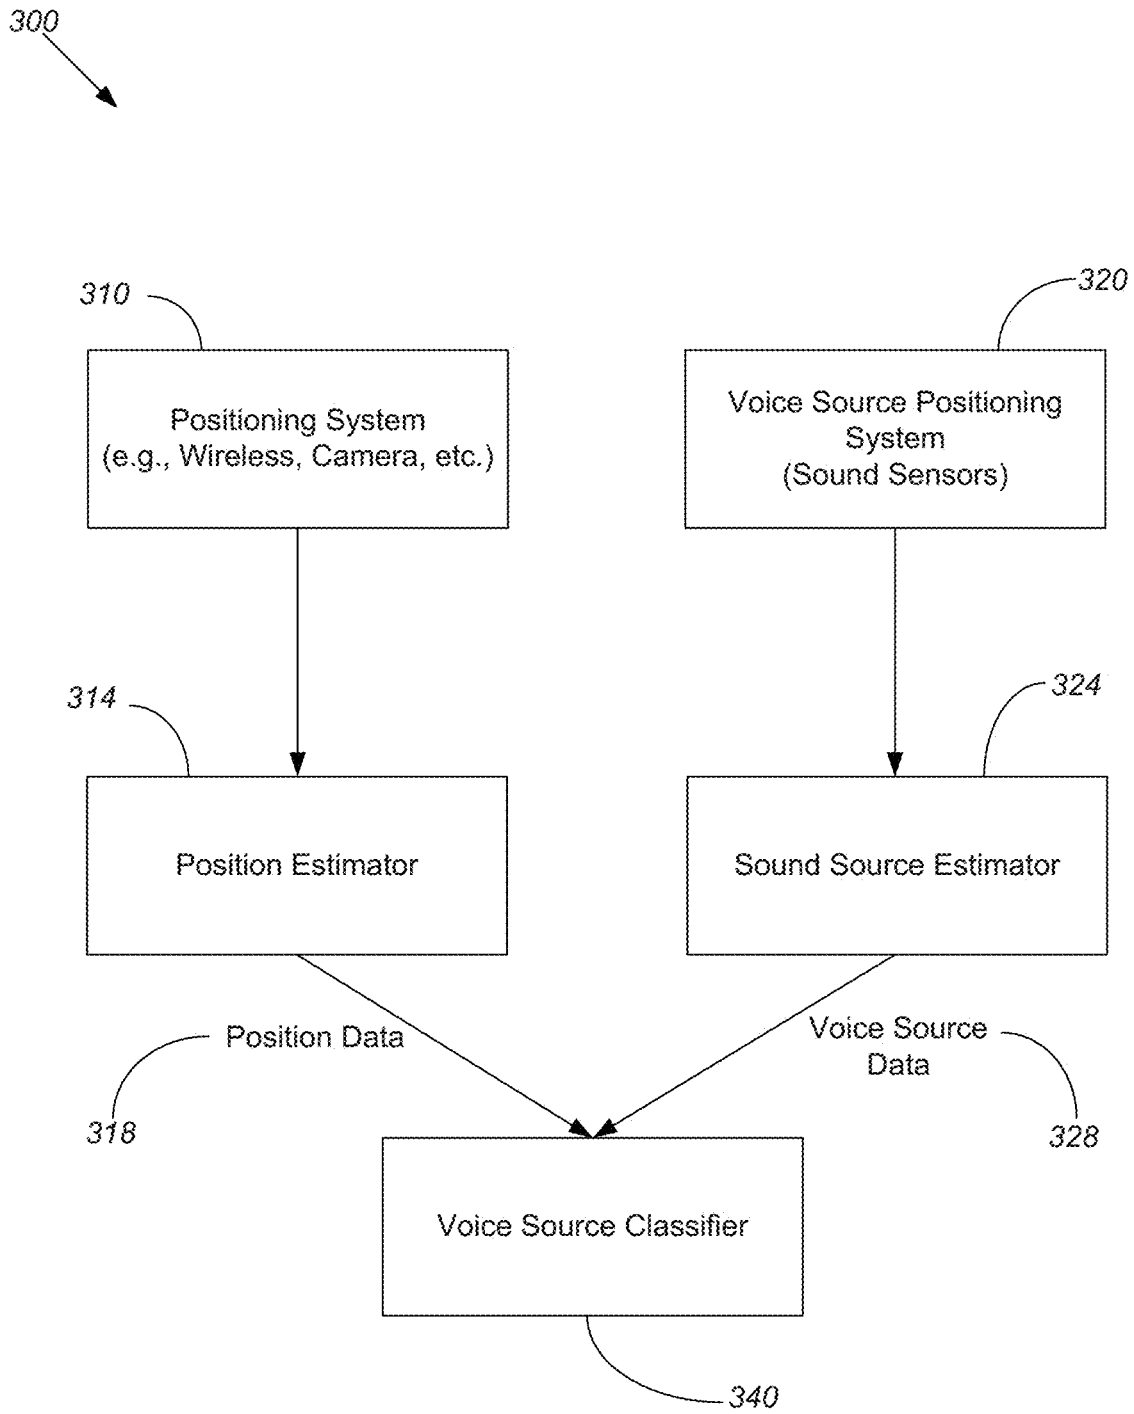 300
310
320
Positioning System
(e.g., Wireless, Camera, etc.)
Voice Source Positioning
System
(Sound Sensors)
314
324
Position Estimator
Sound Source Estimator
Position Data
Voice Source
Data
318
328
Voice Source Classifier
340